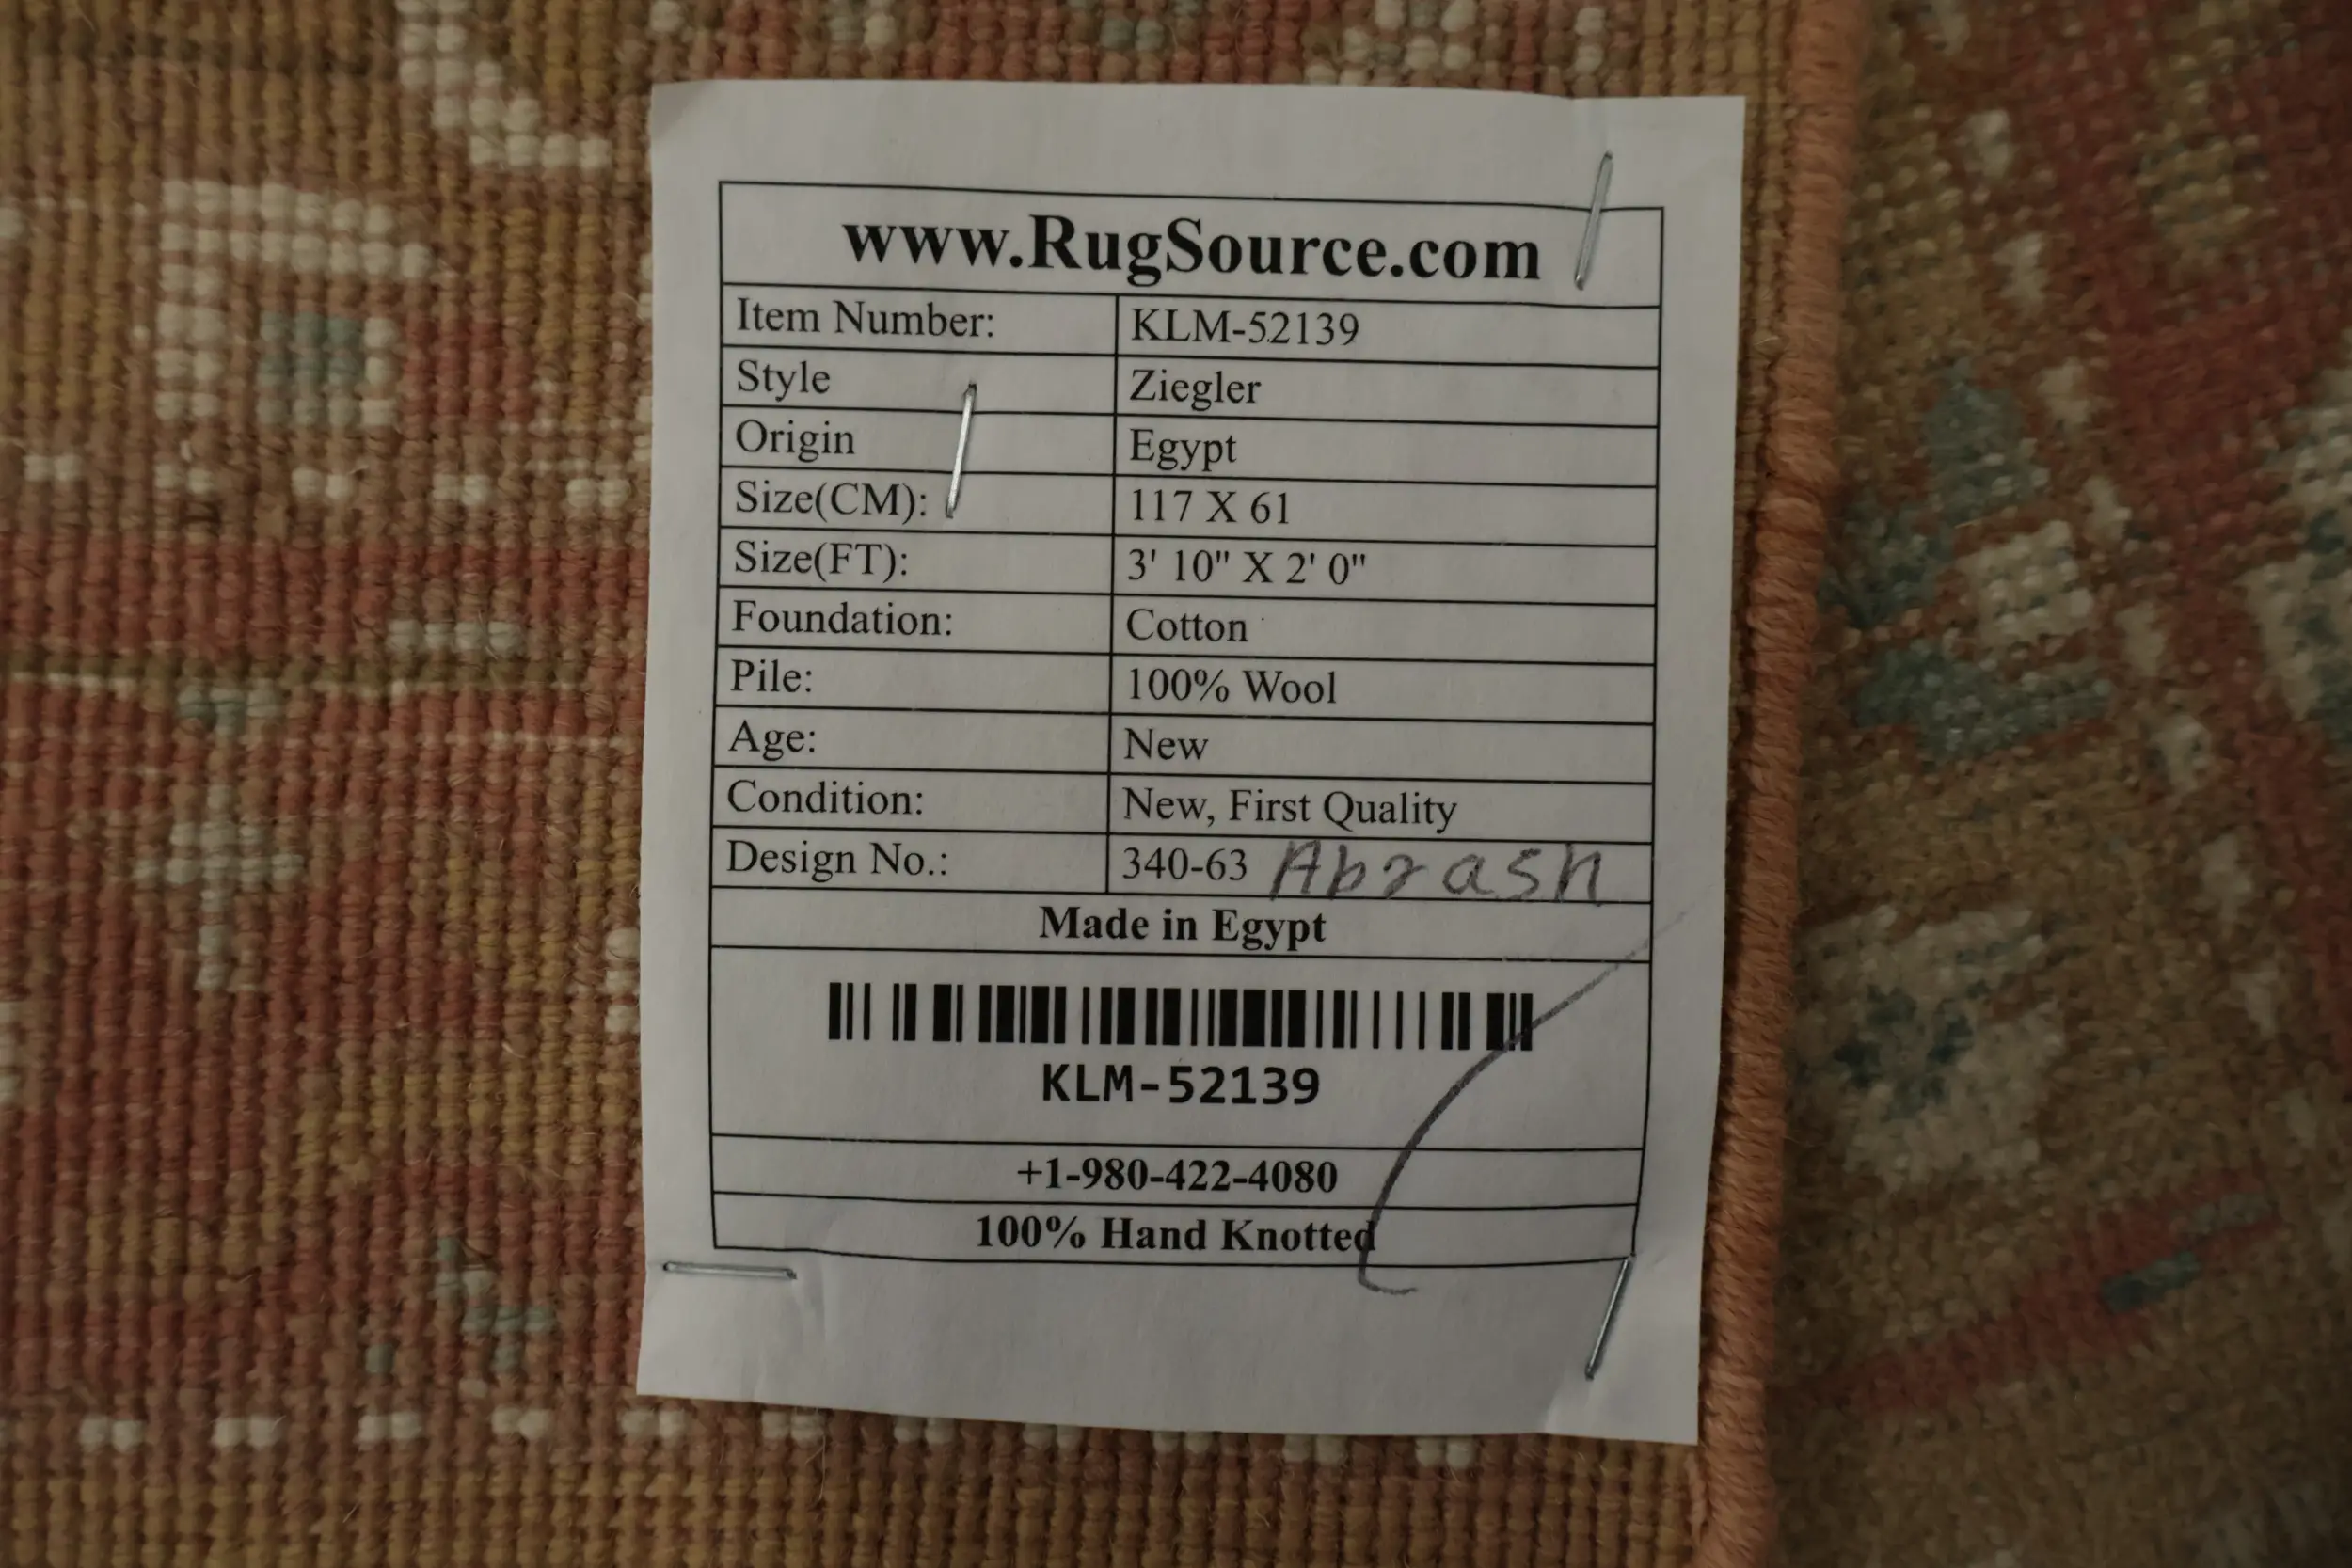 www.RugSource.com
Item Number: KLM-52139
Style Ziegler
Origin Egypt
Size(CM): 117 X 61
Size(FT): 3' 10" X 2' 0"
Foundation: Cotton
Pile: 100% Wool
Age: New
Condition: New, First Quality
Design No.: 340-63 Abrash
Made in Egypt
KLM-52139
+1-980-422-4080
100% Hand Knotted